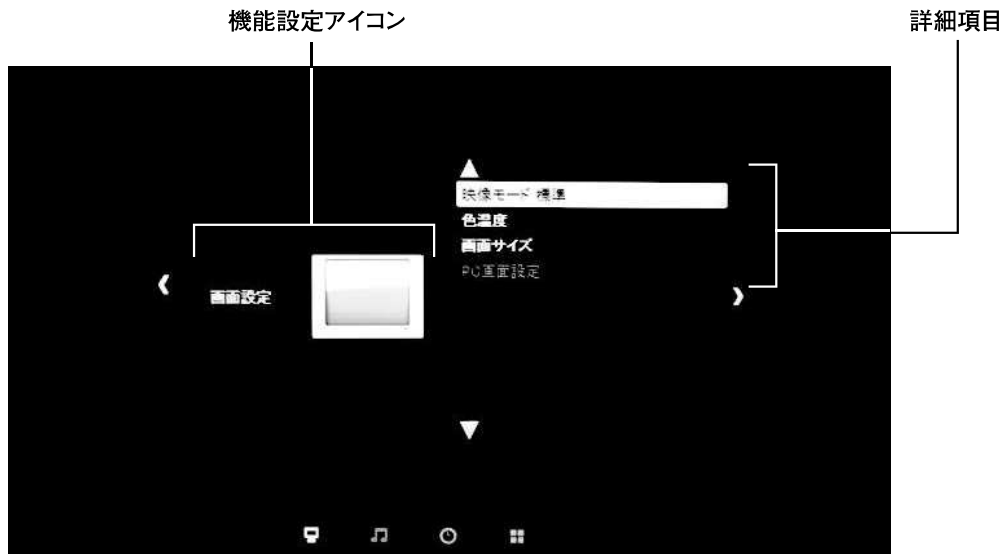 機能設定アイコン
詳細項目
映像モード 標準
色温度
画面サイズ
PC画面設定
画面設定